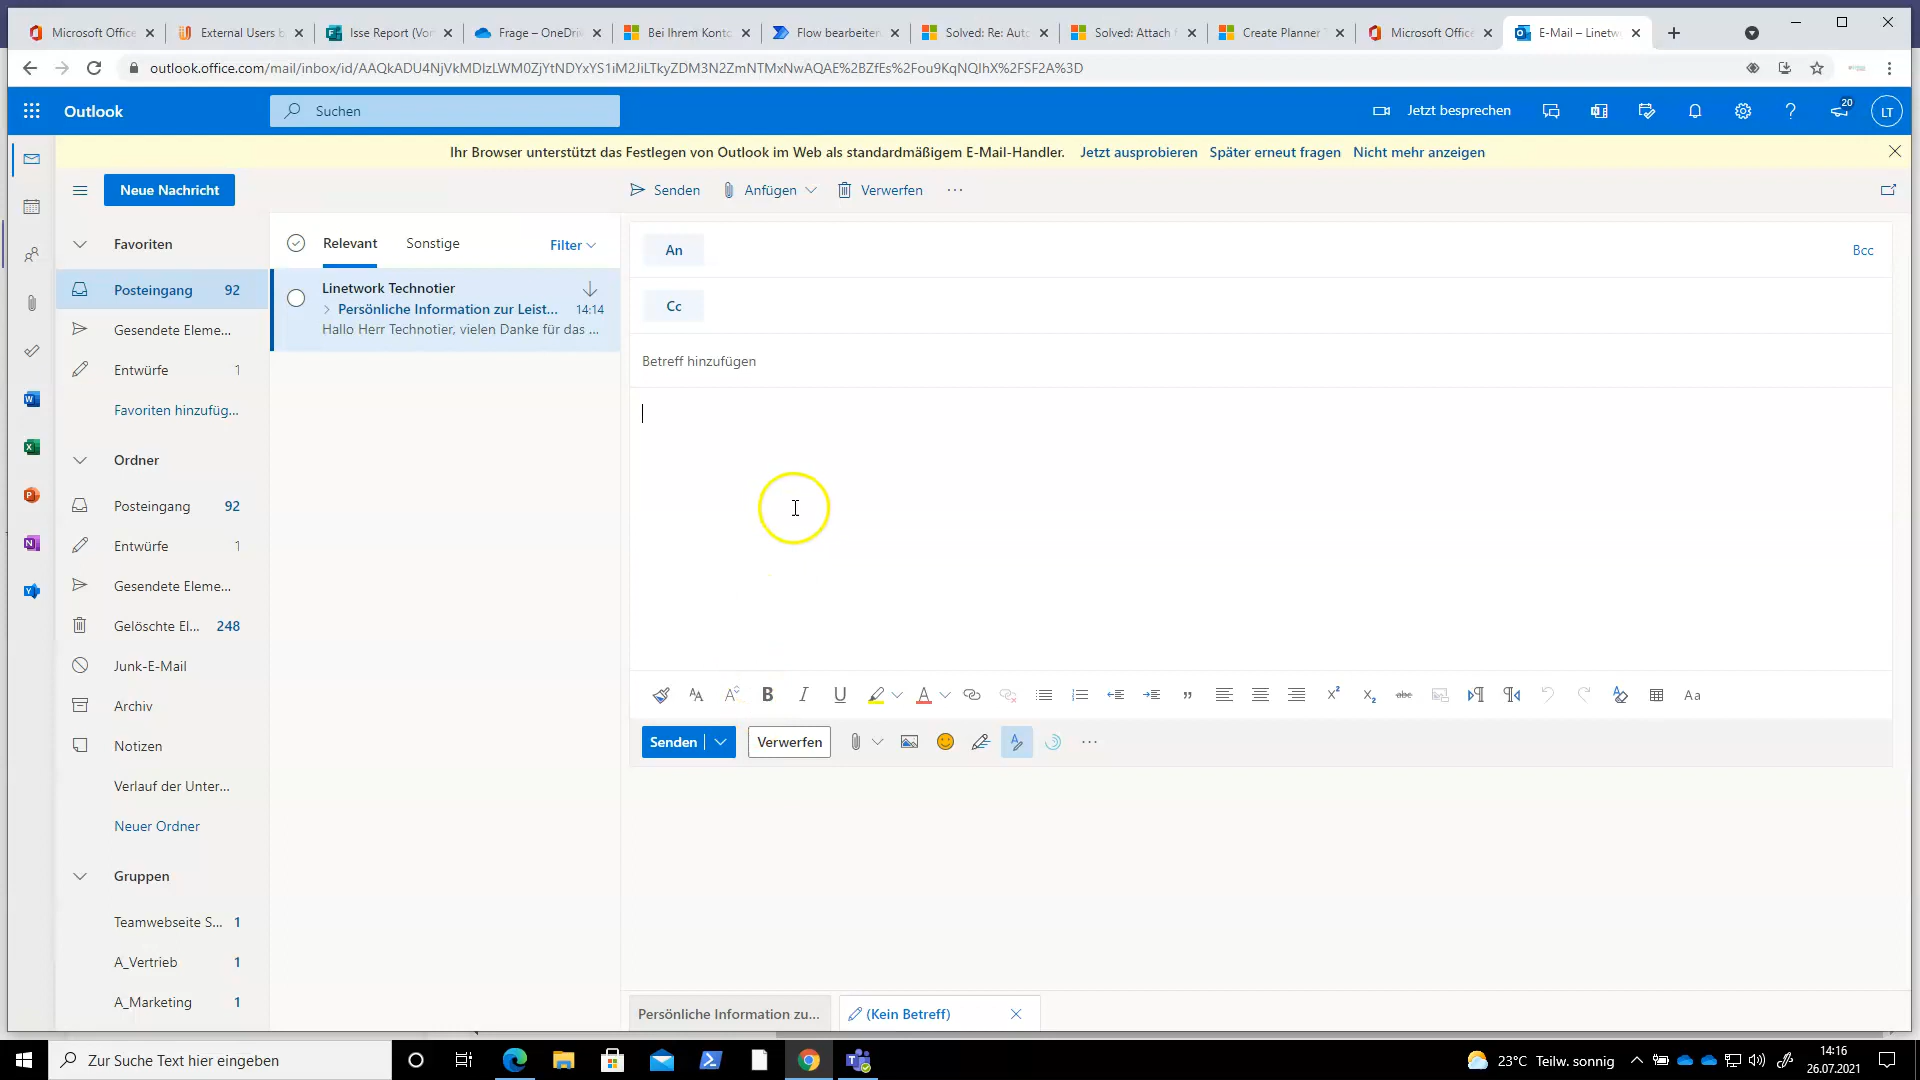 Microsoft Office
External Users b
Isse Report (Vor
Frage – OneDri
Bei Ihrem Kont
Flow bearbeiten
Solved: Re: Aut
Solved: Attach
Create Planner
Microsoft Office
E-Mail – Linetw
outlook.office.com/mail/inbox/id/AAQkADU4NjVkMDIzLWM0ZjYtNDYxYS1iM2JiLTkyZDM3N2ZmNTMxNwAQAE%2BZfEs%2Fou9KqNQIhX%2FSF2A%3D
Outlook
Suchen
Jetzt besprechen
20
LT
Ihr Browser unterstützt das Festlegen von Outlook im Web als standardmäßigem E-Mail-Handler. Jetzt ausprobieren Später erneut fragen Nicht mehr anzeigen
Neue Nachricht
Senden
Anfügen
Verwerfen
Favoriten
Posteingang 92
Gesendete Eleme...
Entwürfe 1
Favoriten hinzufüg...
Ordner
Posteingang 92
Entwürfe 1
Gesendete Eleme...
Gelöschte El... 248
Junk-E-Mail
Archiv
Notizen
Verlauf der Unter...
Neuer Ordner
Gruppen
Teamwebseite S... 1
A_Vertrieb 1
A_Marketing 1
Relevant
Sonstige
Filter
Linetwork Technotier
Persönliche Information zur Leist... 14:14
Hallo Herr Technotier, vielen Danke für das ...
An
Bcc
Cc
Betreff hinzufügen
Senden
Verwerfen
Persönliche Information zu...
(Kein Betreff)
Zur Suche Text hier eingeben
23°C Teilw. sonnig
14:16
26.07.2021